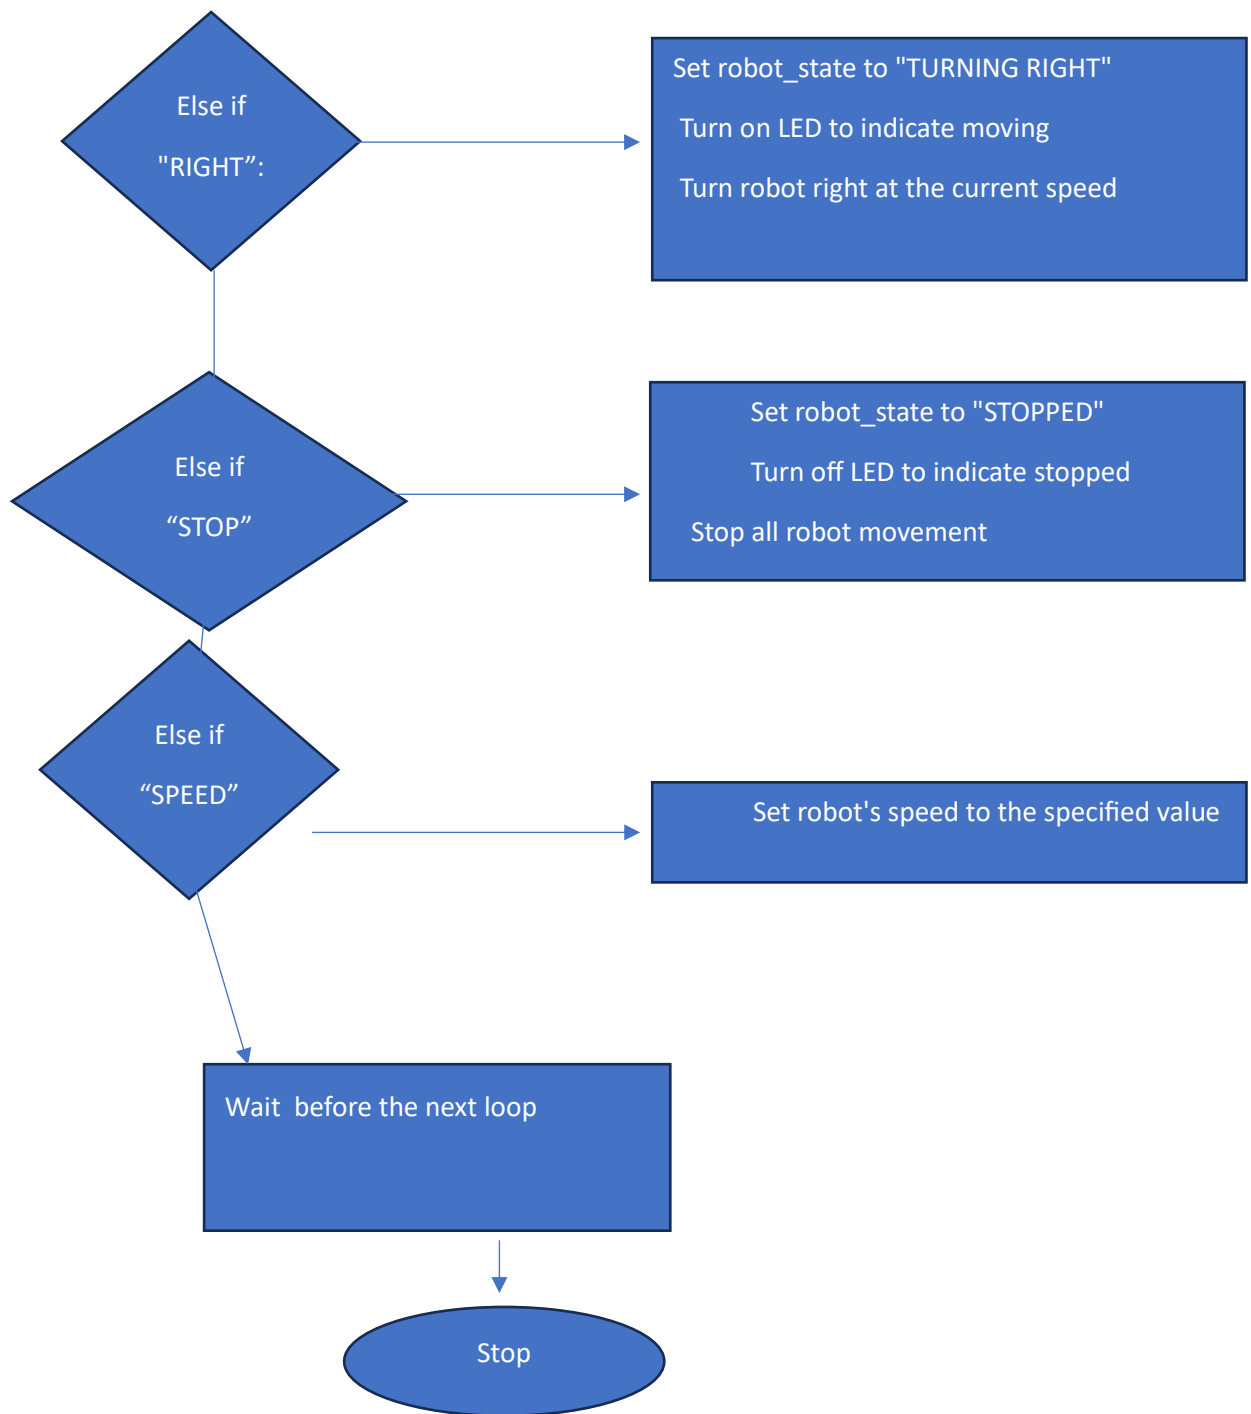 Else if
"RIGHT”:
Set robot_state to "TURNING RIGHT"
Turn on LED to indicate moving
Turn robot right at the current speed
Else if
“STOP”
Set robot_state to "STOPPED"
Turn off LED to indicate stopped
Stop all robot movement
Else if
“SPEED”
Set robot's speed to the specified value
Wait  before the next loop
Stop